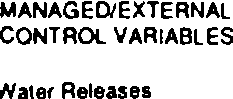 MANAGED/EXTERNAL
CONTROL VARIABLES
Water Releases